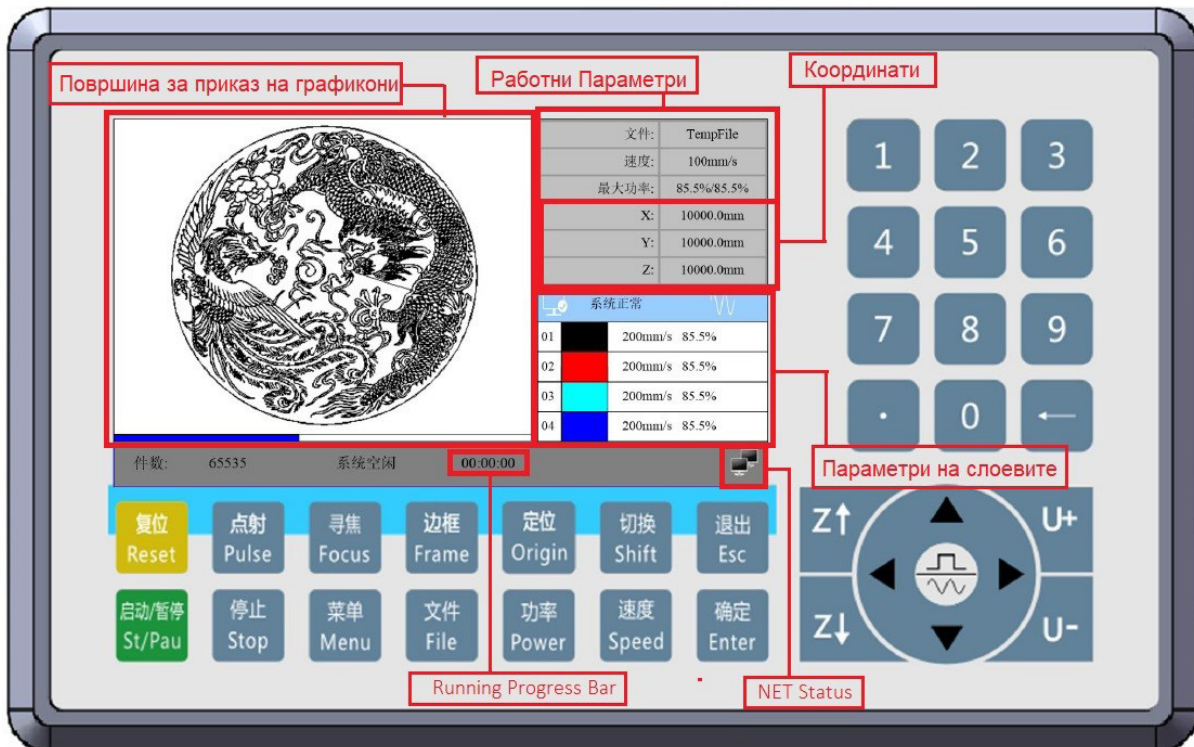 Површина за приказ на графикони
Работни Параметри
Координати
文件: TempFile
速度: 100mm/s
最大功率: 85.5%/85.5%
X: 10000.0mm
Y: 10000.0mm
Z: 10000.0mm
系统正常
01 200mm/s 85.5%
02 200mm/s 85.5%
03 200mm/s 85.5%
04 200mm/s 85.5%
件数: 65535 系统空闲 00:00:00
1 2 3
4 5 6
7 8 9
. 0 ←
Параметри на слоевите
复位 点射 寻焦 边框 定位 切换 退出
Reset Pulse Focus Frame Origin Shift Esc
启动/暂停 停止 菜单 文件 功率 速度 确定
St/Pau Stop Menu File Power Speed Enter
Z↑ U+
Z↓ U-
Running Progress Bar
NET Status